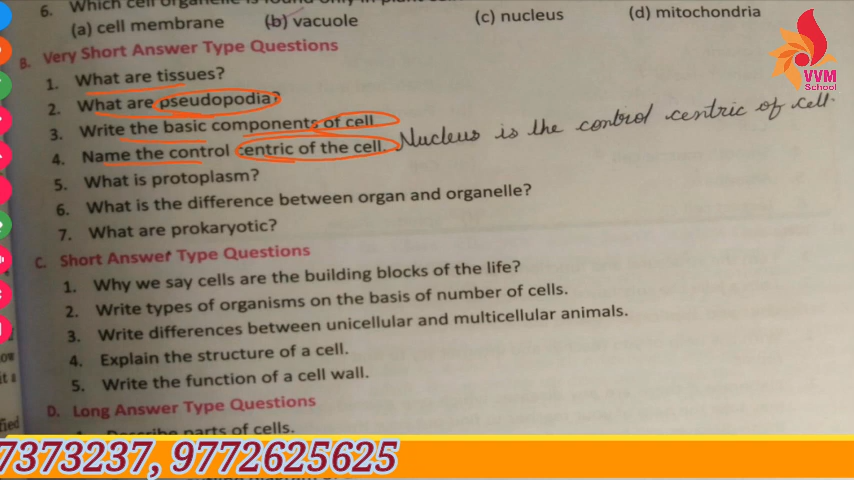 6. Which cell organelle is found only in plant cell
(a) cell membrane (b) vacuole (c) nucleus (d) mitochondria
B. Very Short Answer Type Questions
1. What are tissues?
2. What are pseudopodia?
3. Write the basic components of cell
4. Name the control centric of the cell. Nucleus is the control centric of cell.
5. What is protoplasm?
6. What is the difference between organ and organelle?
7. What are prokaryotic?
C. Short Answer Type Questions
1. Why we say cells are the building blocks of the life?
2. Write types of organisms on the basis of number of cells.
3. Write differences between unicellular and multicellular animals.
4. Explain the structure of a cell.
5. Write the function of a cell wall.
D. Long Answer Type Questions
1. Describe parts of cells.
7373237, 9772625625
VVM
School